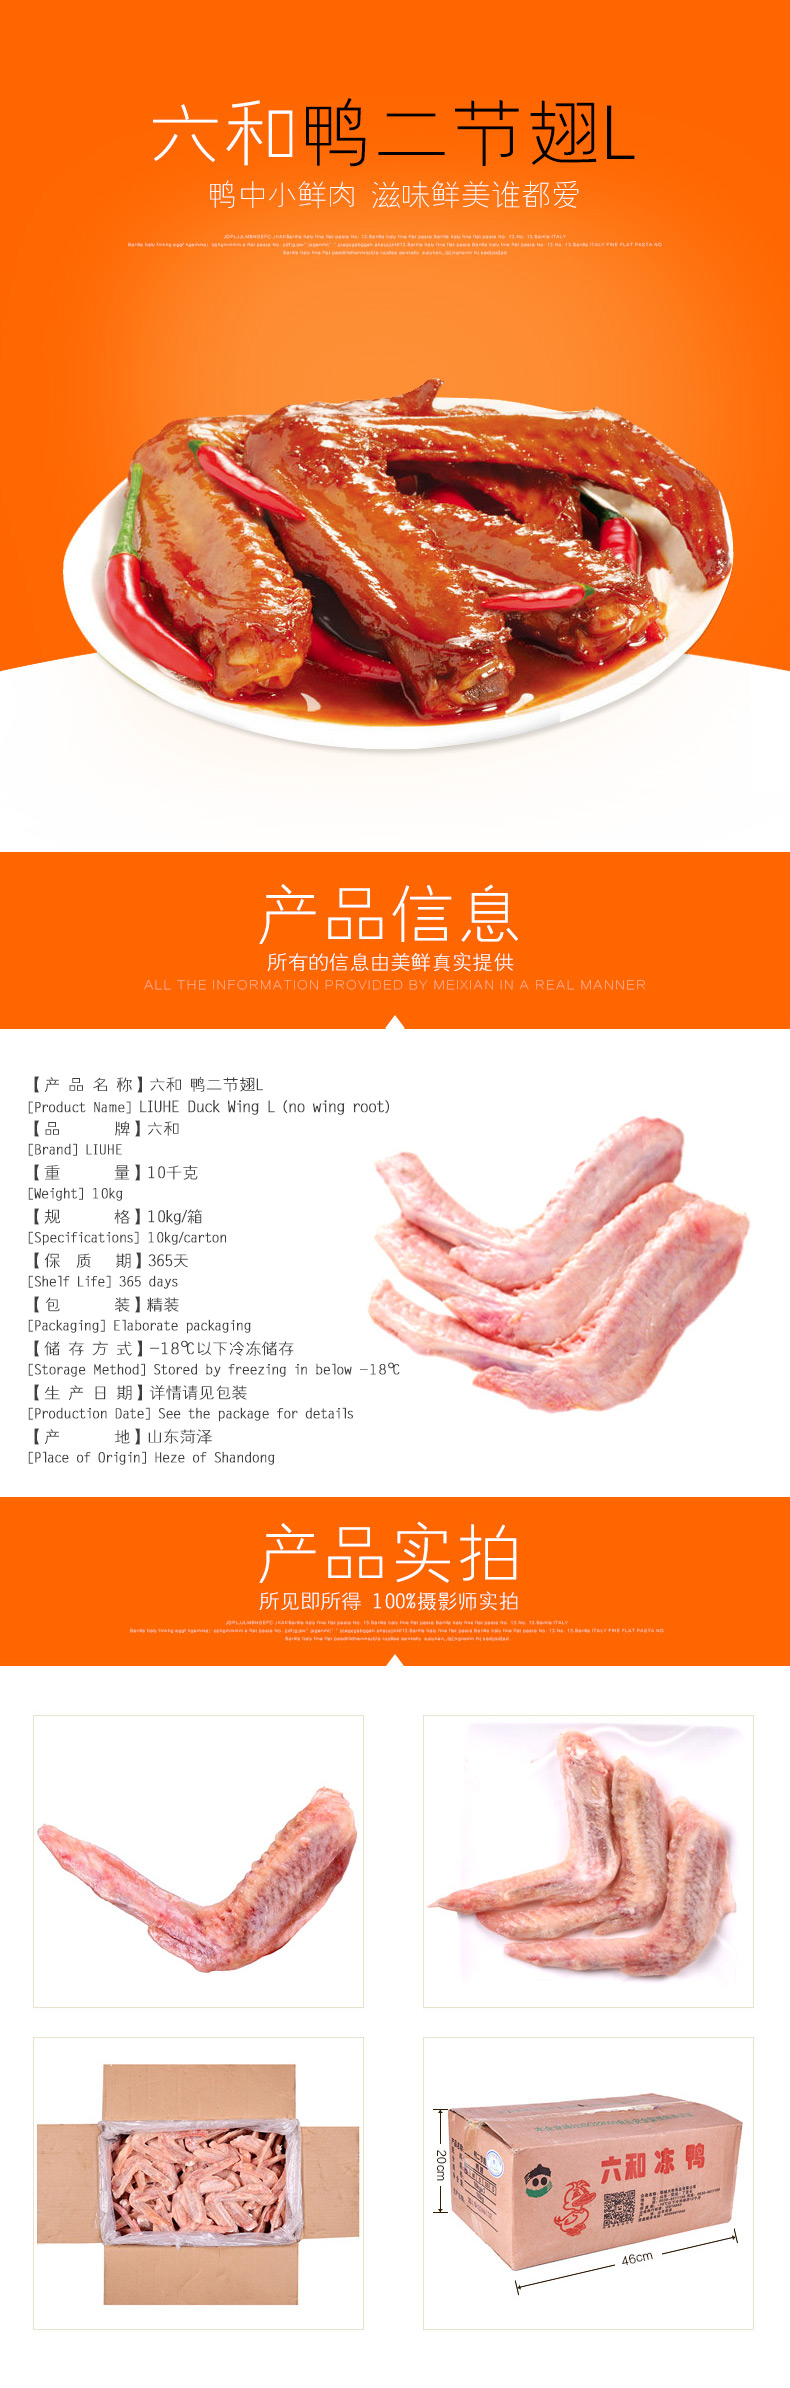 六和鸭二节翅L
鸭中小鲜肉 滋味鲜美谁都爱
产品信息
所有的信息由美鲜真实提供
ALL THE INFORMATION PROVIDED BY MEIXIAN IN A REAL MANNER
【产品名称】六和 鸭二节翅L
[Product Name] LIUHE Duck Wing L (no wing root)
【品 牌】六和
[Brand] LIUHE
【重 量】10千克
[Weight] 10kg
【规 格】10kg/箱
[Specifications] 10kg/carton
【保 质 期】365天
[Shelf Life] 365 days
【包 装】精装
[Packaging] Elaborate packaging
【储存方式】-18℃以下冷冻储存
[Storage Method] Stored by freezing in below -18℃
【生产日期】详情请见包装
[Production Date] See the package for details
【产 地】山东菏泽
[Place of Origin] Heze of Shandong
产品实拍
所见即所得 100%摄影师实拍
六和冻鸭
20cm
46cm